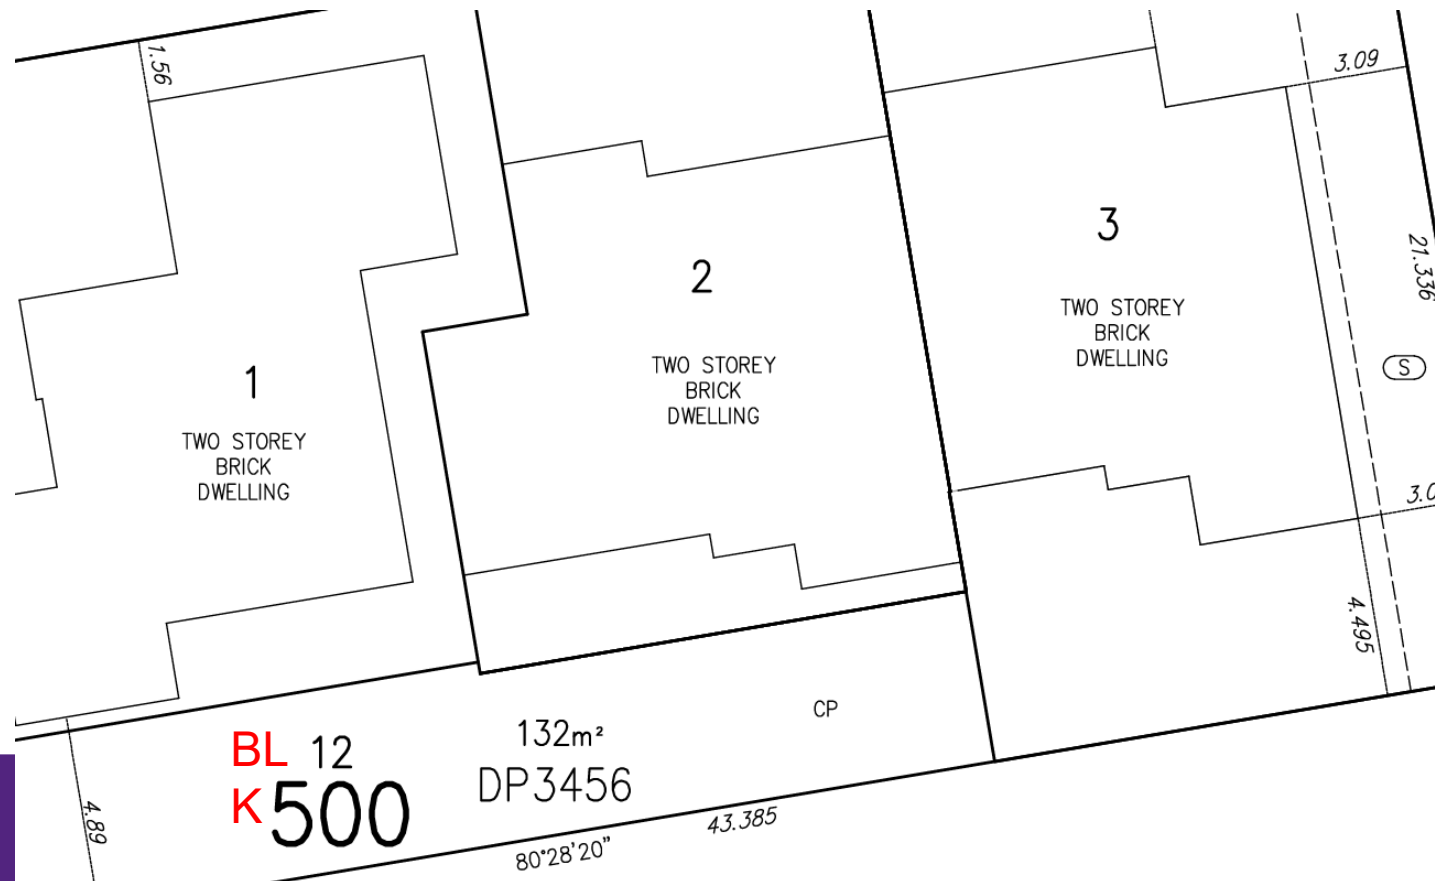 1.56
3.09
3
2
21.336
TWO STOREY
BRICK
DWELLING
TWO STOREY
BRICK
DWELLING
S
1
TWO STOREY
BRICK
DWELLING
3.0
4.495
CP
BL 12
132m²
K500
DP3456
4.89
43.385
80°28'20"